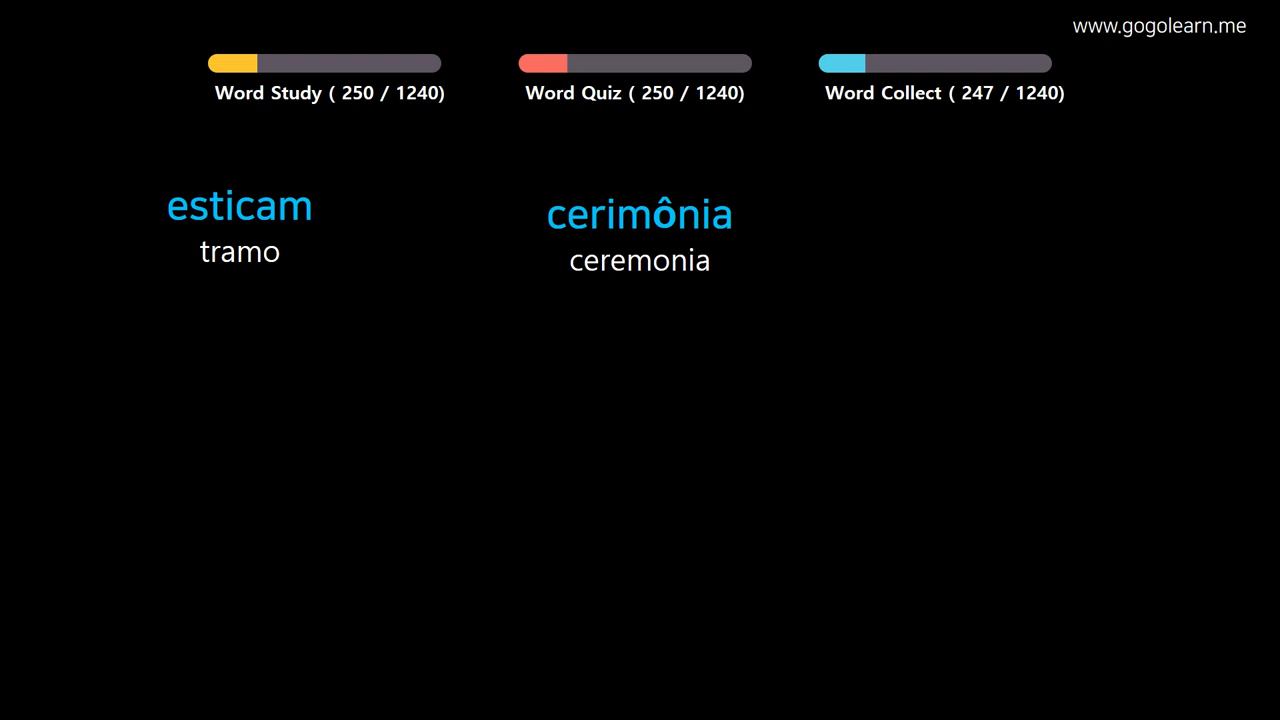 www.gogolearn.me
Word Study ( 250 / 1240)
Word Quiz ( 250 / 1240)
Word Collect ( 247 / 1240)
esticam
tramo
cerimônia
ceremonia